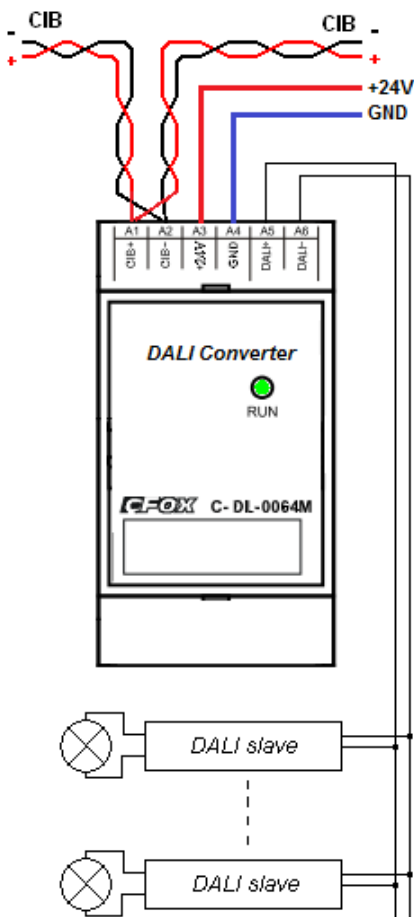 CIB CIB
- -
+ +
+24V
GND
A1 A2 A3 A4 A5 A6
CIB+ CIB- +24V GND DALI+ DALI-
DALI Converter
RUN
CFOX C- DL-0064M
DALI slave
DALI slave